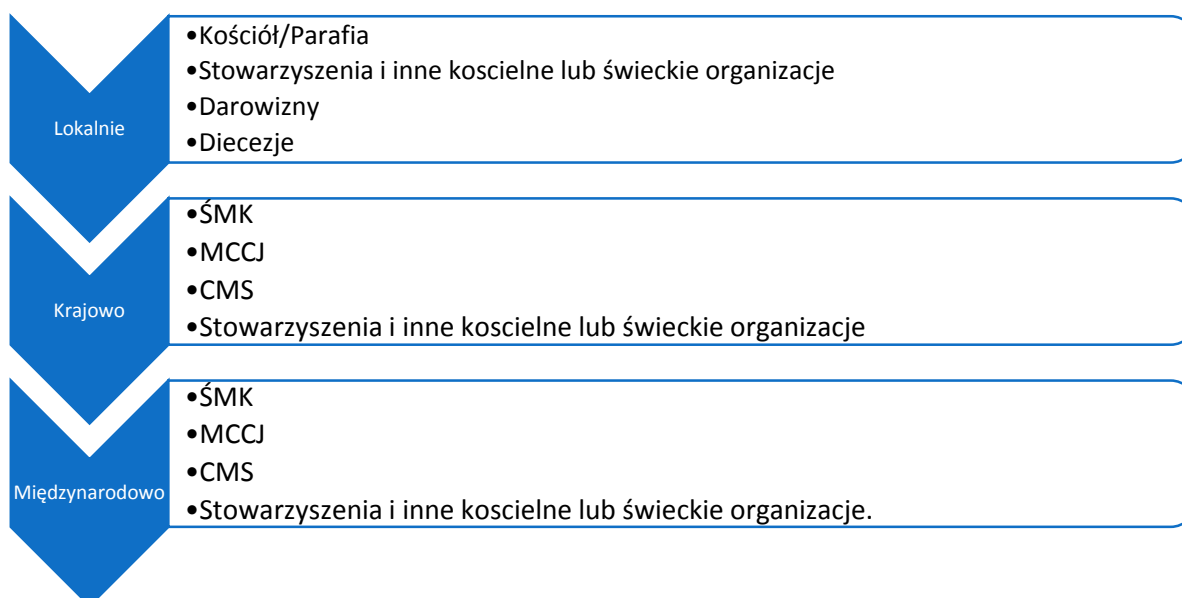 Lokalnie
•Kościół/Parafia
•Stowarzyszenia i inne koscielne lub świeckie organizacje
•Darowizny
•Diecezje
Krajowo
•ŚMK
•MCCJ
•CMS
•Stowarzyszenia i inne koscielne lub świeckie organizacje
Międzynarodowo
•ŚMK
•MCCJ
•CMS
•Stowarzyszenia i inne koscielne lub świeckie organizacje.